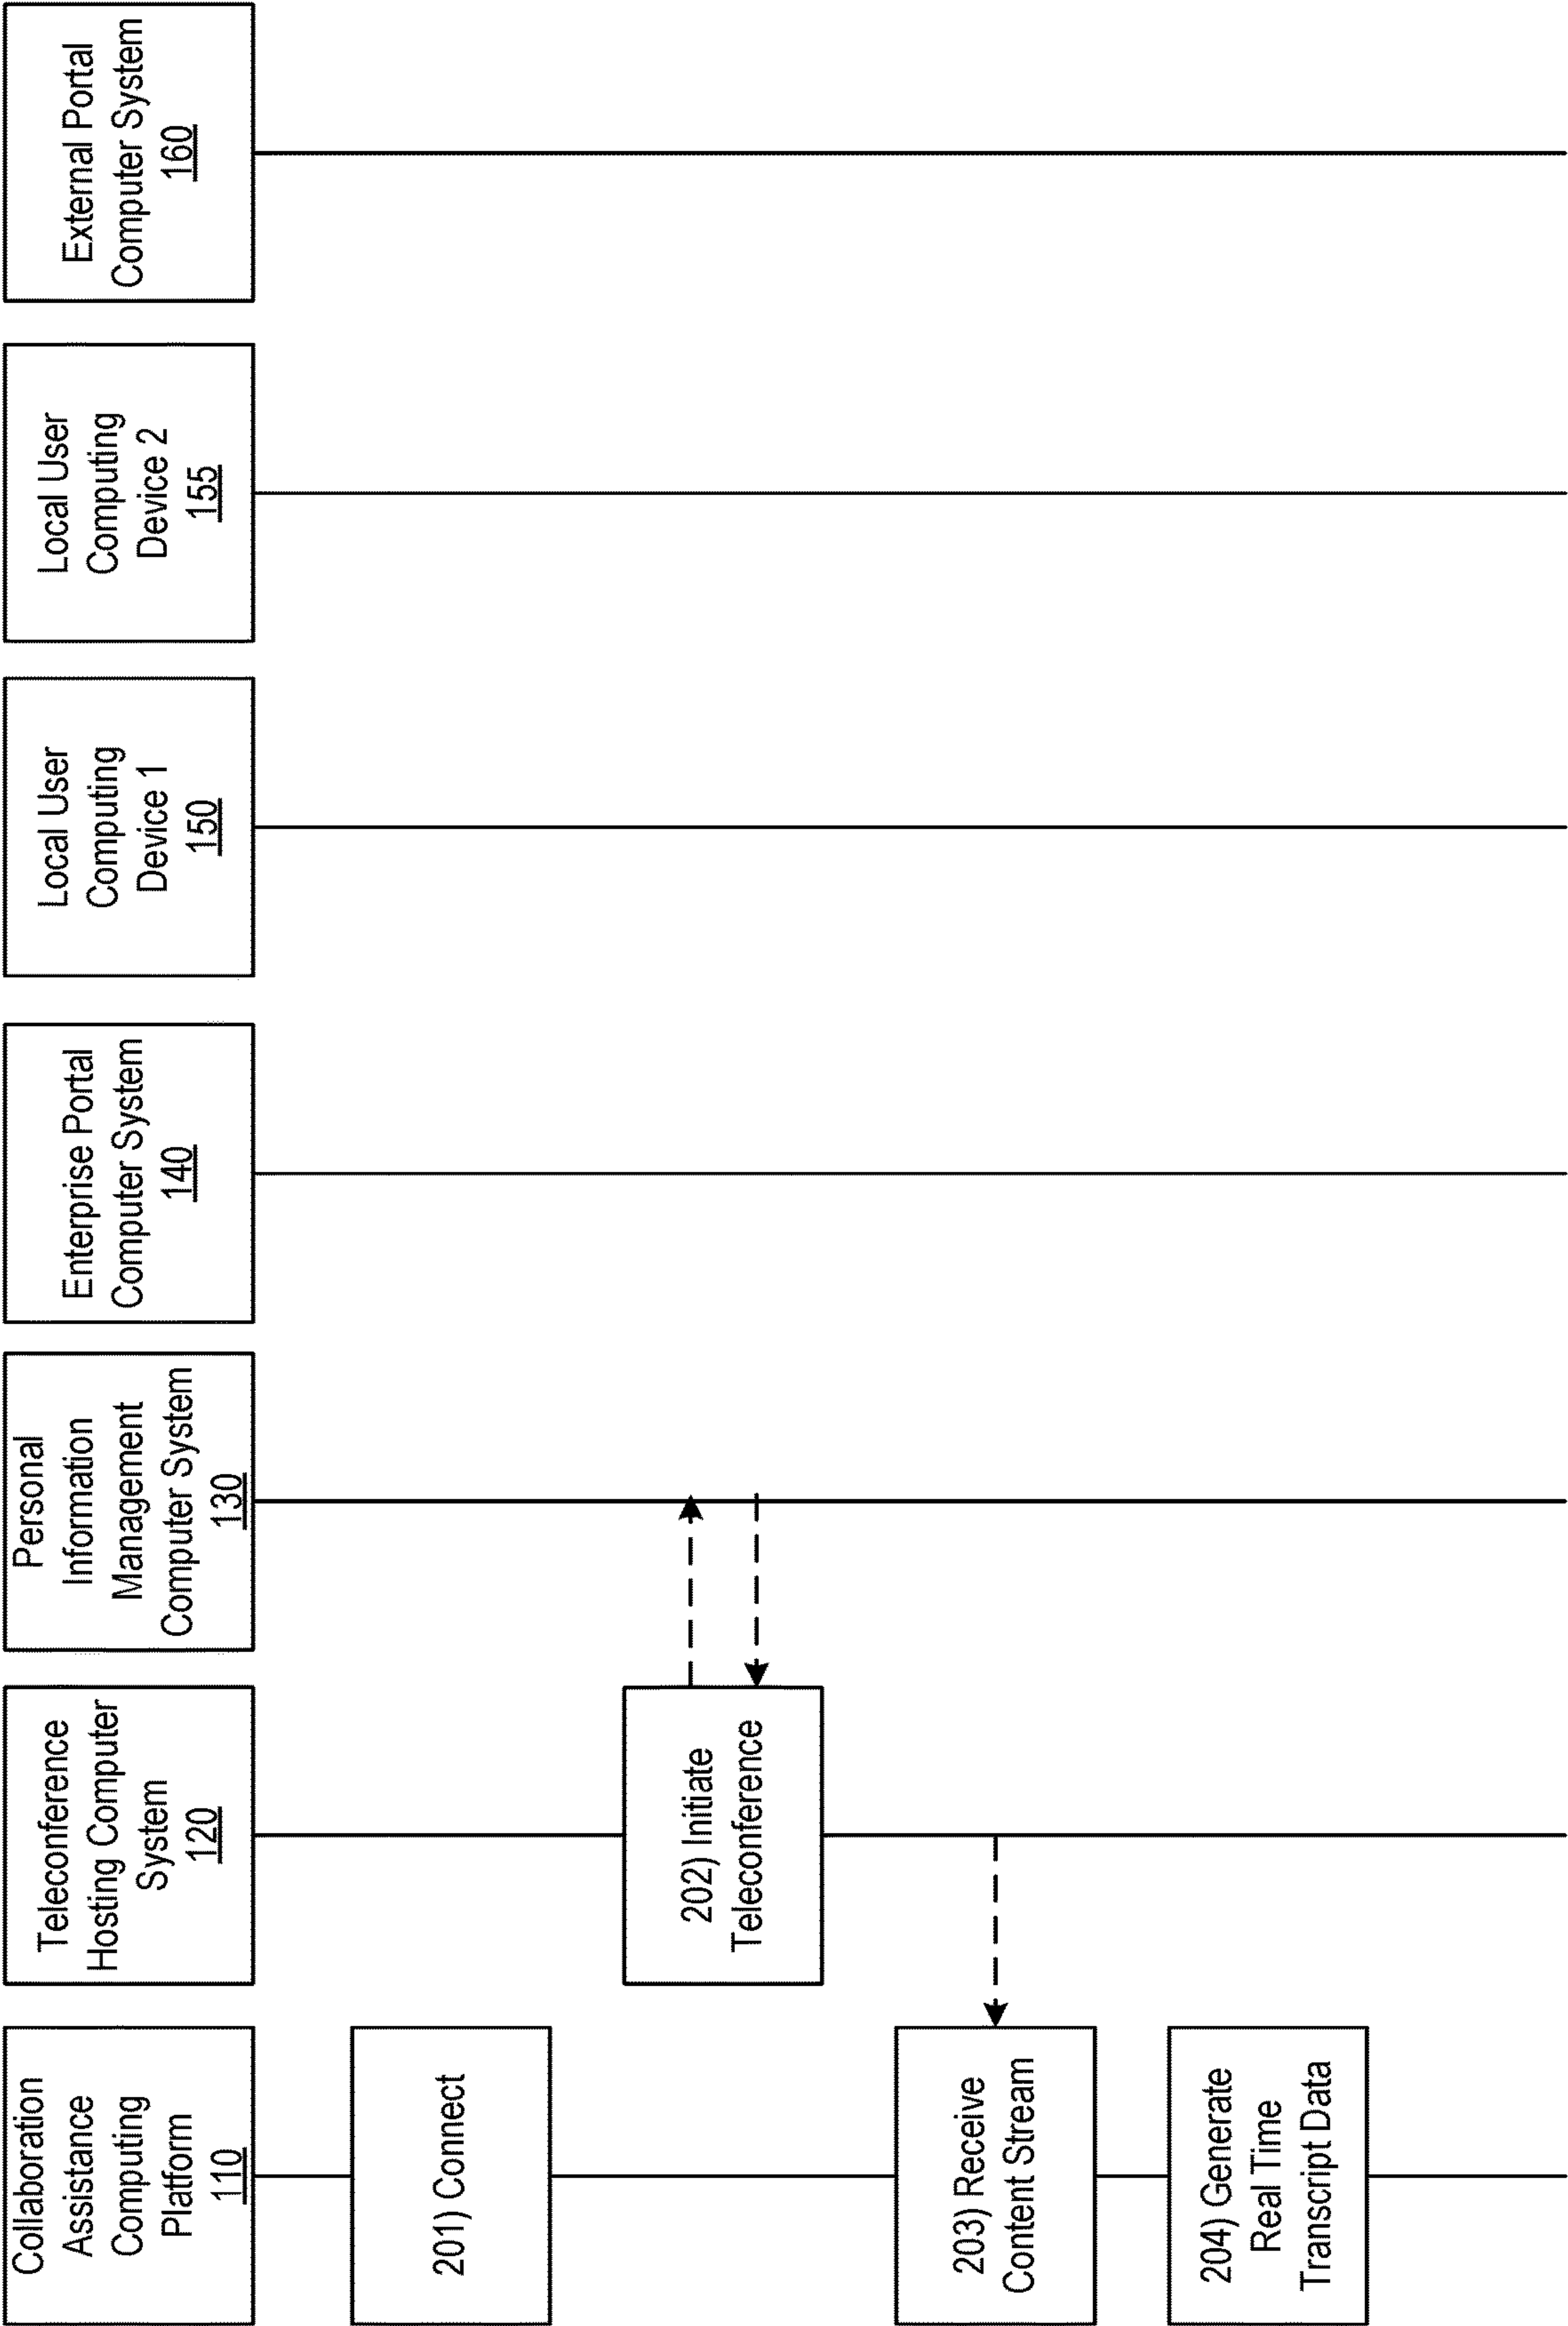 Collaboration
Assistance
Computing
Platform
110
Teleconference
Hosting Computer
System
120
Personal
Information
Management
Computer System
130
Enterprise Portal
Computer System
140
Local User
Computing
Device 1
150
Local User
Computing
Device 2
155
External Portal
Computer System
160
201) Connect
202) Initiate
Teleconference
203) Receive
Content Stream
204) Generate
Real Time
Transcript Data